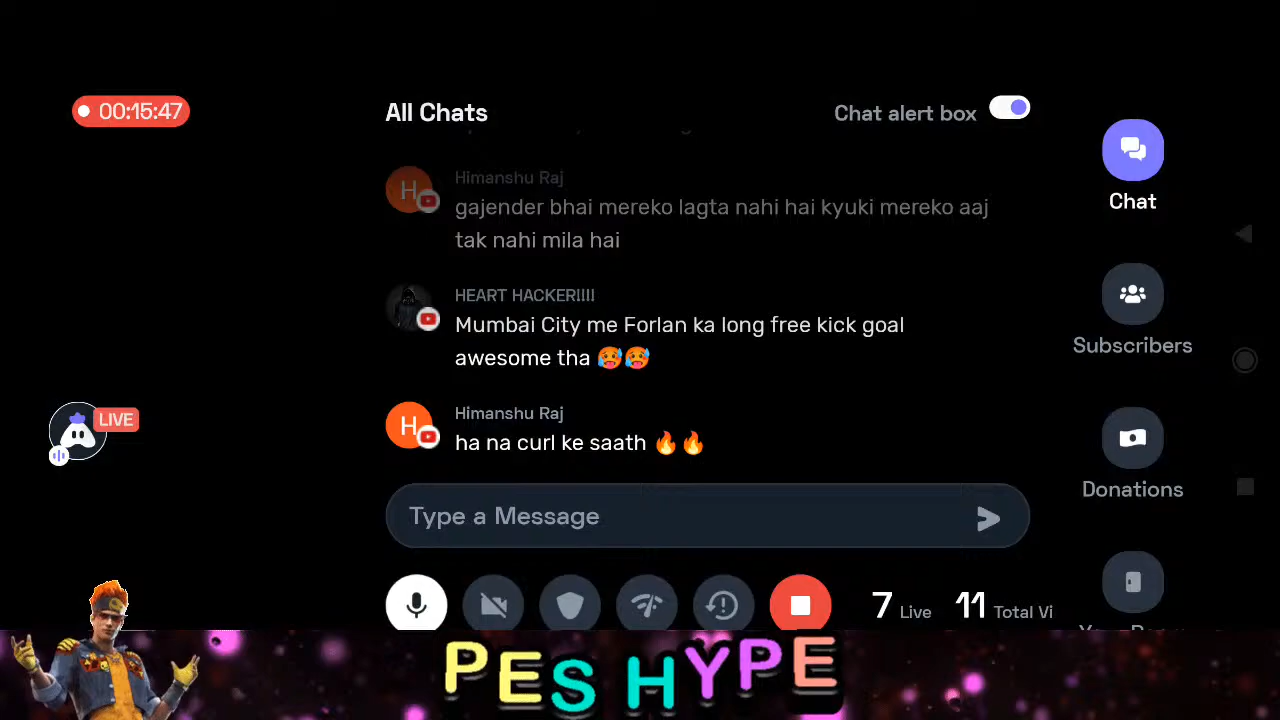 00:15:47
All Chats
Chat alert box
Himanshu Raj
gajender bhai mereko lagta nahi hai kyuki mereko aaj
tak nahi mila hai
Chat
HEART HACKER!!!!
Mumbai City me Forlan ka long free kick goal
awesome tha 🥵🥵
Subscribers
Himanshu Raj
ha na curl ke saath 🔥🔥
LIVE
Donations
Type a Message
7 Live
11 Total Vi
PES HYPE